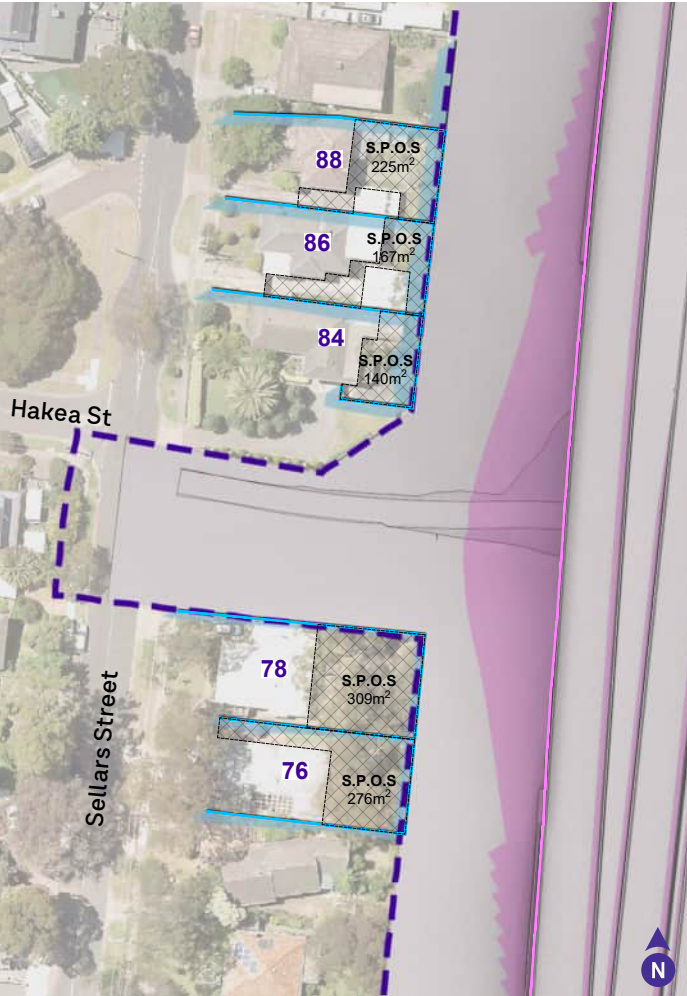 88
S.P.O.S
225m²
86
S.P.O.S
167m²
84
S.P.O.S
140m²
Hakea St
78
S.P.O.S
309m²
Sellars Street
76
S.P.O.S
276m²
N